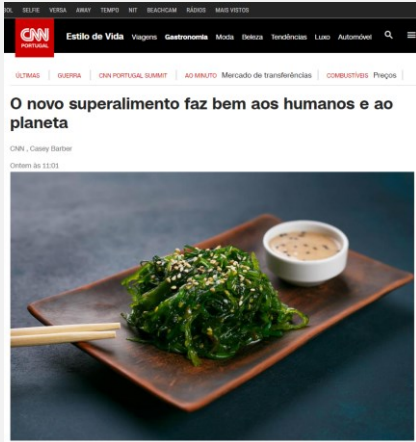 SELFIE VERSA AWAY TEMPO NIT BEACHCAM RÁDIOS MAIS VISTOS
CNN PORTUGAL
Estilo de Vida Viagens Gastronomia Moda Beleza Tendências Luxo Automóvel
ÚLTIMAS GUERRA CNN PORTUGAL SUMMIT AO MINUTO Mercado de transferências COMBUSTÍVEIS Preços
O novo superalimento faz bem aos humanos e ao
planeta
CNN , Casey Barber
Ontem às 11:01